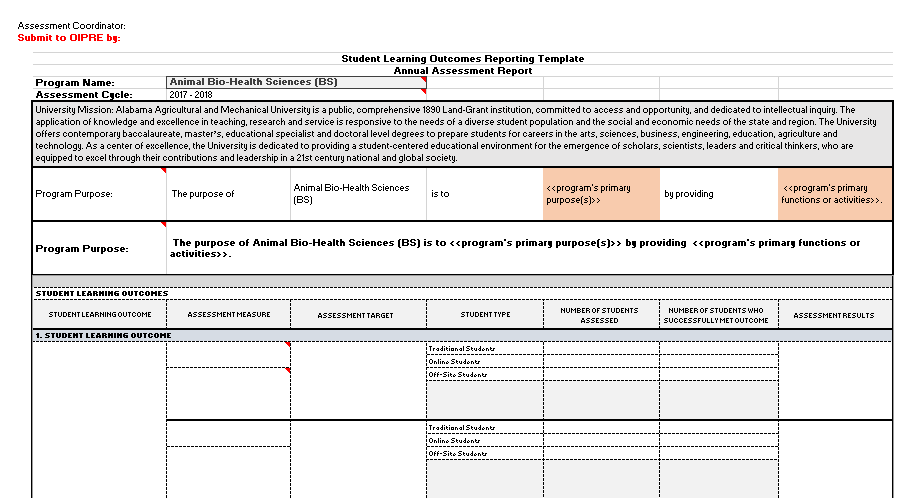 Assessment Coordinator:
Submit to OIPRE by:
Student Learning Outcomes Reporting Template
Annual Assessment Report
Program Name: Animal Bio-Health Sciences (BS)
Assessment Cycle: 2017 - 2018
University Mission: Alabama Agricultural and Mechanical University is a public, comprehensive 1890 Land-Grant institution, committed to access and opportunity, and dedicated to intellectual inquiry. The
application of knowledge and excellence in teaching, research and service is responsive to the needs of a diverse student population and the social and economic needs of the state and region. The University
offers contemporary baccalaureate, master's, educational specialist and doctoral level degrees to prepare students for careers in the arts, sciences, business, engineering, education, agriculture and
technology. As a center of excellence, the University is dedicated to providing a student-centered educational environment for the emergence of scholars, scientists, leaders and critical thinkers, who are
equipped to excel through their contributions and leadership in a 21st century national and global society.
Program Purpose:
The purpose of
Animal Bio-Health Sciences
(BS)
is to
<<program's primary
purpose(s)>>
by providing
<<program's primary
functions or activities>>.
Program Purpose:
The purpose of Animal Bio-Health Sciences (BS) is to <<program's primary purpose(s)>> by providing <<program's primary functions or
activities>>.
STUDENT LEARNING OUTCOMES
STUDENT LEARNING OUTCOME
ASSESSMENT MEASURE
ASSESSMENT TARGET
STUDENT TYPE
NUMBER OF STUDENTS
ASSESSED
NUMBER OF STUDENTS WHO
SUCCESSFULLY MET OUTCOME
ASSESSMENT RESULTS
1. STUDENT LEARNING OUTCOME
Traditional Students
Online Students
Off-Site Students
Traditional Students
Online Students
Off-Site Students